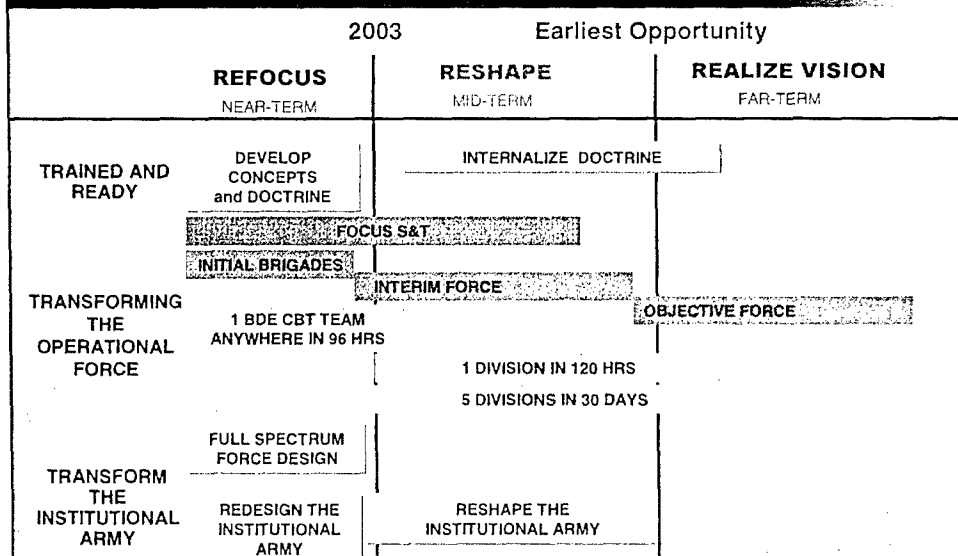 2003 Earliest Opportunity
REFOCUS RESHAPE REALIZE VISION
NEAR-TERM MID-TERM FAR-TERM
TRAINED AND
READY
DEVELOP
CONCEPTS
and DOCTRINE
INTERNALIZE DOCTRINE
FOCUS S&T
INITIAL BRIGADES
INTERIM FORCE
OBJECTIVE FORCE
TRANSFORMING
THE
OPERATIONAL
FORCE
1 BDE CBT TEAM
ANYWHERE IN 96 HRS
1 DIVISION IN 120 HRS
5 DIVISIONS IN 30 DAYS
TRANSFORM
THE
INSTITUTIONAL
ARMY
FULL SPECTRUM
FORCE DESIGN
REDESIGN THE
INSTITUTIONAL
ARMY
RESHAPE THE
INSTITUTIONAL ARMY